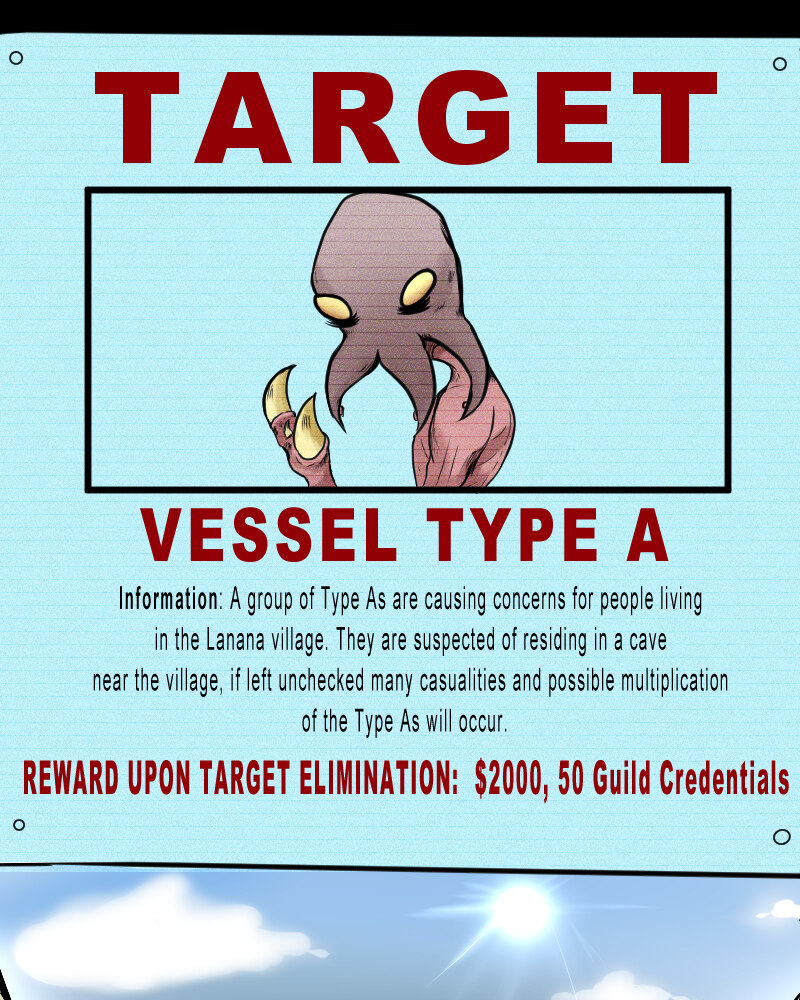 TARGET
VESSEL TYPE A
Information: A group of Type As are causing concerns for people living
in the Lanana village. They are suspected of residing in a cave
near the village, if left unchecked many casualities and possible multiplication
of the Type As will occur.
REWARD UPON TARGET ELIMINATION: $2000, 50 Guild Credentials